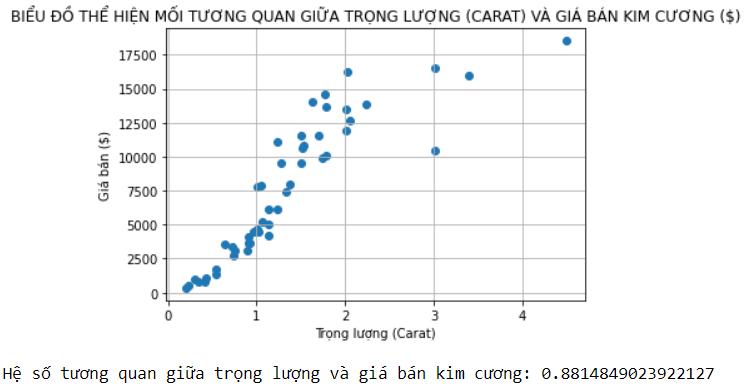 BIỂU ĐỒ THỂ HIỆN MỐI TƯƠNG QUAN GIỮA TRỌNG LƯỢNG (CARAT) VÀ GIÁ BÁN KIM CƯƠNG ($)
17500
15000
12500
10000
7500
5000
2500
0
Giá bán ($)
0 1 2 3 4
Trọng lượng (Carat)
Hệ số tương quan giữa trọng lượng và giá bán kim cương: 0.8814849023922127